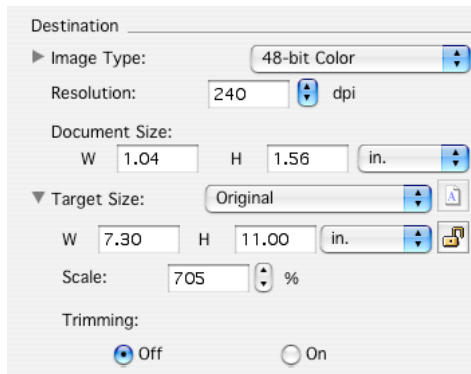 Destination
Image Type: 48-bit Color
Resolution: 240 dpi
Document Size:
W 1.04 H 1.56 in.
Target Size: Original A
W 7.30 H 11.00 in.
Scale: 705 %
Trimming:
Off On